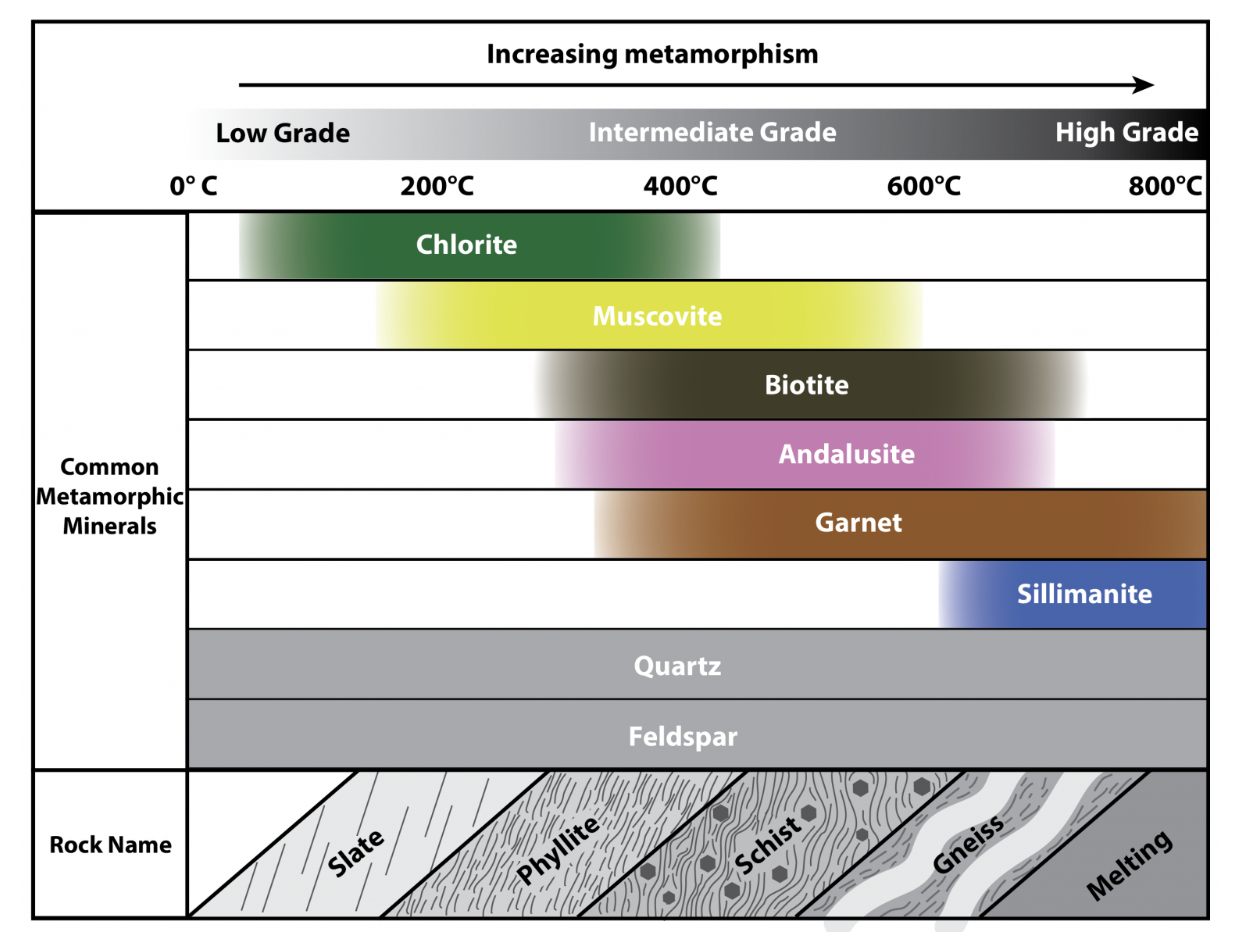 Increasing metamorphism
Low Grade Intermediate Grade High Grade
0° C 200°C 400°C 600°C 800°C
Chlorite
Muscovite
Biotite
Andalusite
Common
Metamorphic
Minerals
Garnet
Sillimanite
Quartz
Feldspar
Rock Name
Slate
Phyllite
Schist
Gneiss
Melting